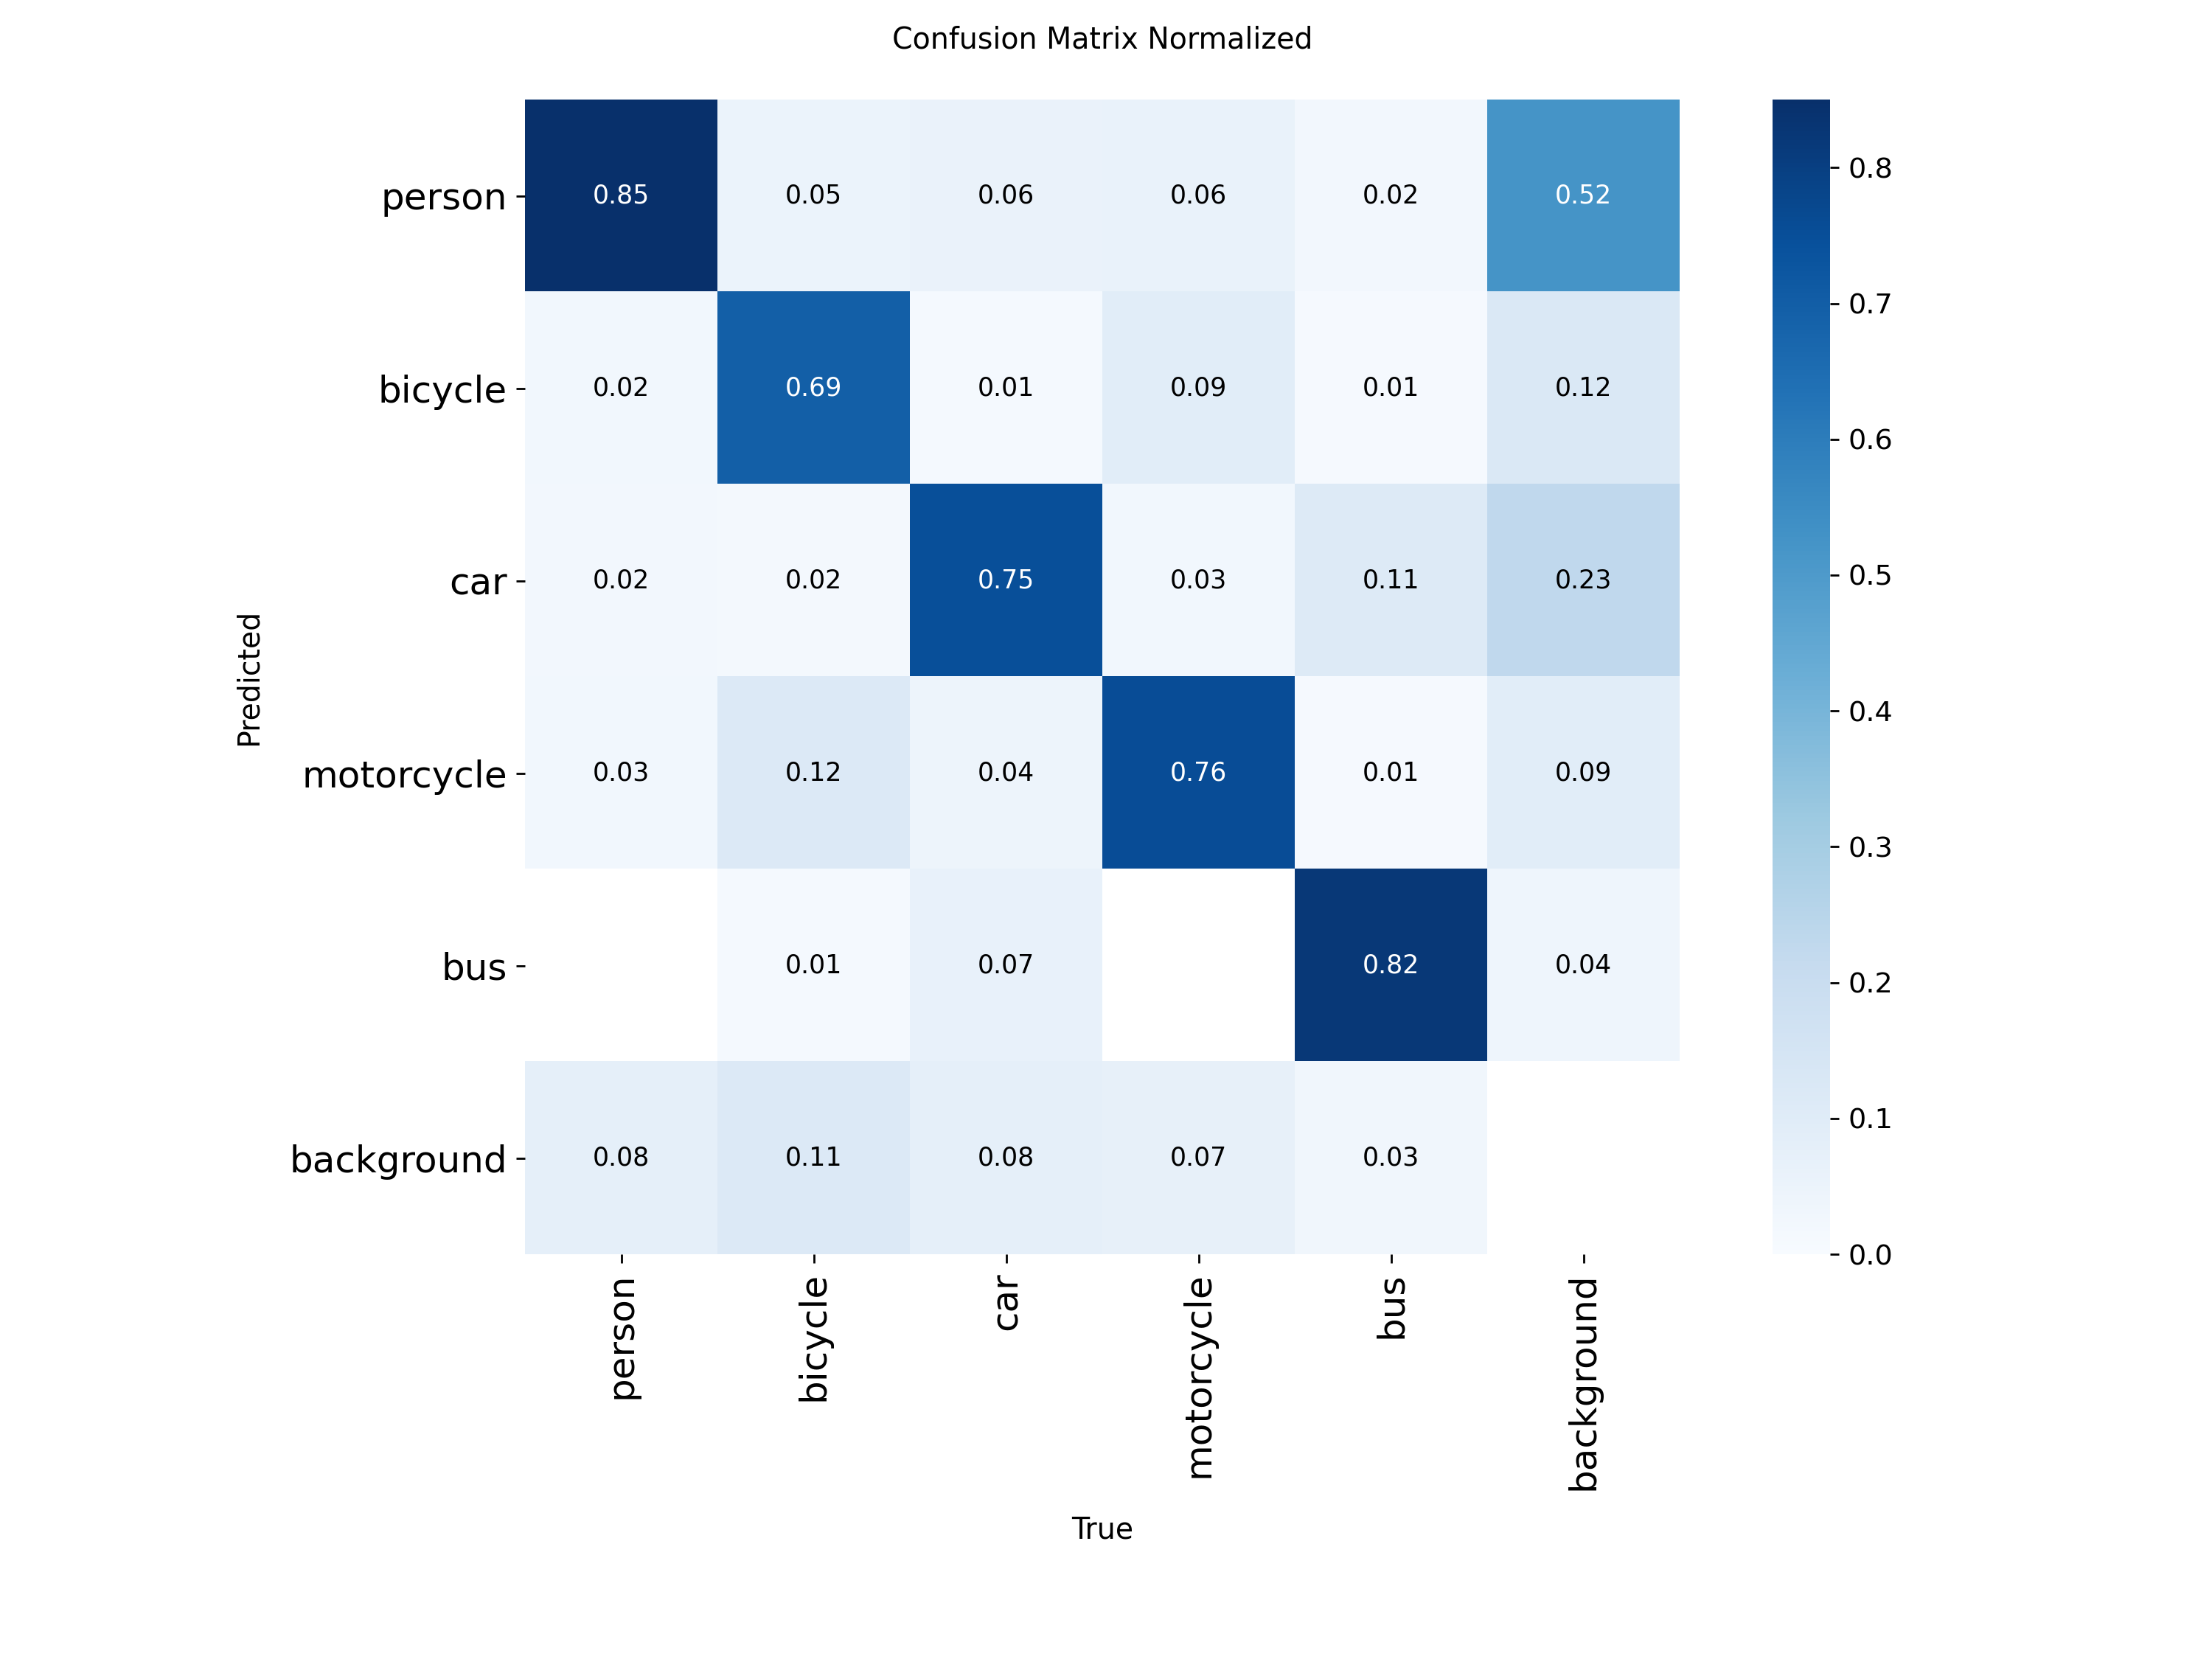 Confusion Matrix Normalized
person 0.85 0.05 0.06 0.06 0.02 0.52
bicycle 0.02 0.69 0.01 0.09 0.01 0.12
car 0.02 0.02 0.75 0.03 0.11 0.23
motorcycle 0.03 0.12 0.04 0.76 0.01 0.09
bus 0.01 0.07 0.82 0.04
background 0.08 0.11 0.08 0.07 0.03
Predicted
person bicycle car motorcycle bus background
True
0.8
0.7
0.6
0.5
0.4
0.3
0.2
0.1
0.0